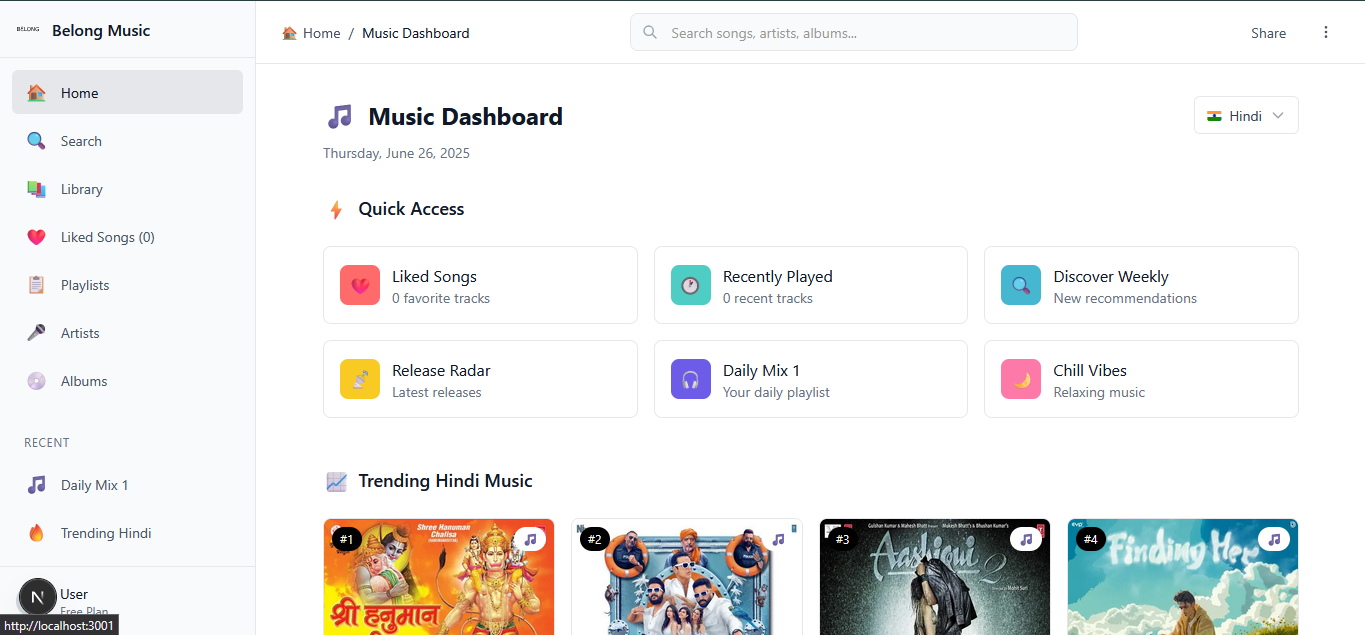 BELONG Belong Music
Home / Music Dashboard
Search songs, artists, albums...
Share
Home
Search
Library
Liked Songs (0)
Playlists
Artists
Albums
RECENT
Daily Mix 1
Trending Hindi
N User
Free Plan
http://localhost:3001
Music Dashboard
Hindi
Thursday, June 26, 2025
Quick Access
Liked Songs
0 favorite tracks
Recently Played
0 recent tracks
Discover Weekly
New recommendations
Release Radar
Latest releases
Daily Mix 1
Your daily playlist
Chill Vibes
Relaxing music
Trending Hindi Music
#1
Shree Hanuman
Chalisa
श्री हनुमान
#2
#3
Gulshan Kumar & Mahesh Bhatt
Mukesh Bhatt's & Bhushan Kumar's
Aashiqui
2
Mohit Suri
#4
evo
Finding Her